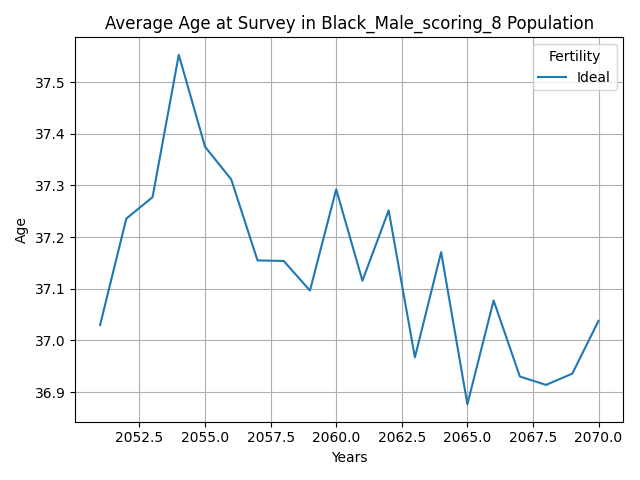 Average Age at Survey in Black_Male_scoring_8 Population
Fertility
Ideal
37.5
37.4
37.3
37.2
37.1
37.0
36.9
Age
2052.5 2055.0 2057.5 2060.0 2062.5 2065.0 2067.5 2070.0
Years